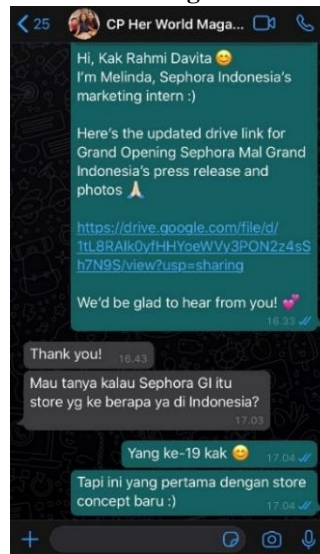 25
CP Her World Maga...
Hi, Kak Rahmi Davita 😊
I'm Melinda, Sephora Indonesia's
marketing intern :)
Here's the updated drive link for
Grand Opening Sephora Mal Grand
Indonesia's press release and
photos 🙏🏻
https://drive.google.com/file/d/
1tL8RAlk0yfHHYoeWVy3PON2z4sS
h7N9S/view?usp=sharing
We'd be glad to hear from you! 💕
16.33
Thank you!
16.43
Mau tanya kalau Sephora GI itu
store yg ke berapa ya di Indonesia?
17.03
Yang ke-19 kak 😊
17.04
Tapi ini yang pertama dengan store
concept baru :)
17.04